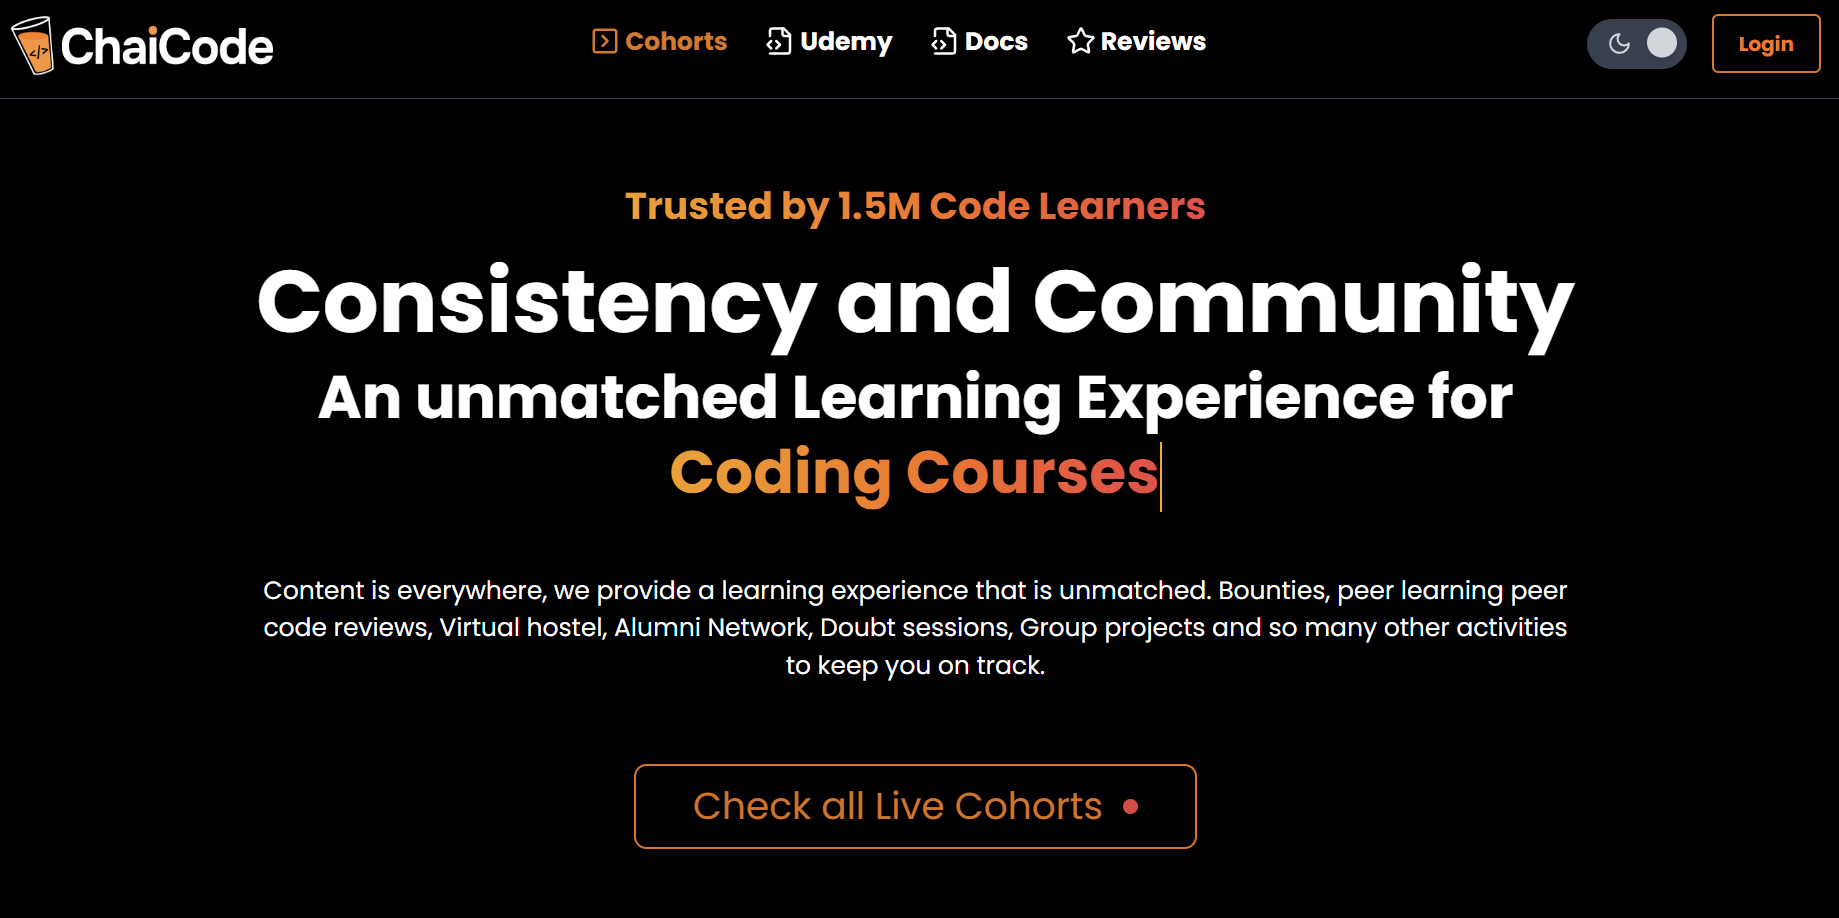 </> ChaiCode
Cohorts
Udemy
Docs
Reviews
Login
Trusted by 1.5M Code Learners
Consistency and Community
An unmatched Learning Experience for
Coding Courses
Content is everywhere, we provide a learning experience that is unmatched. Bounties, peer learning peer
code reviews, Virtual hostel, Alumni Network, Doubt sessions, Group projects and so many other activities
to keep you on track.
Check all Live Cohorts